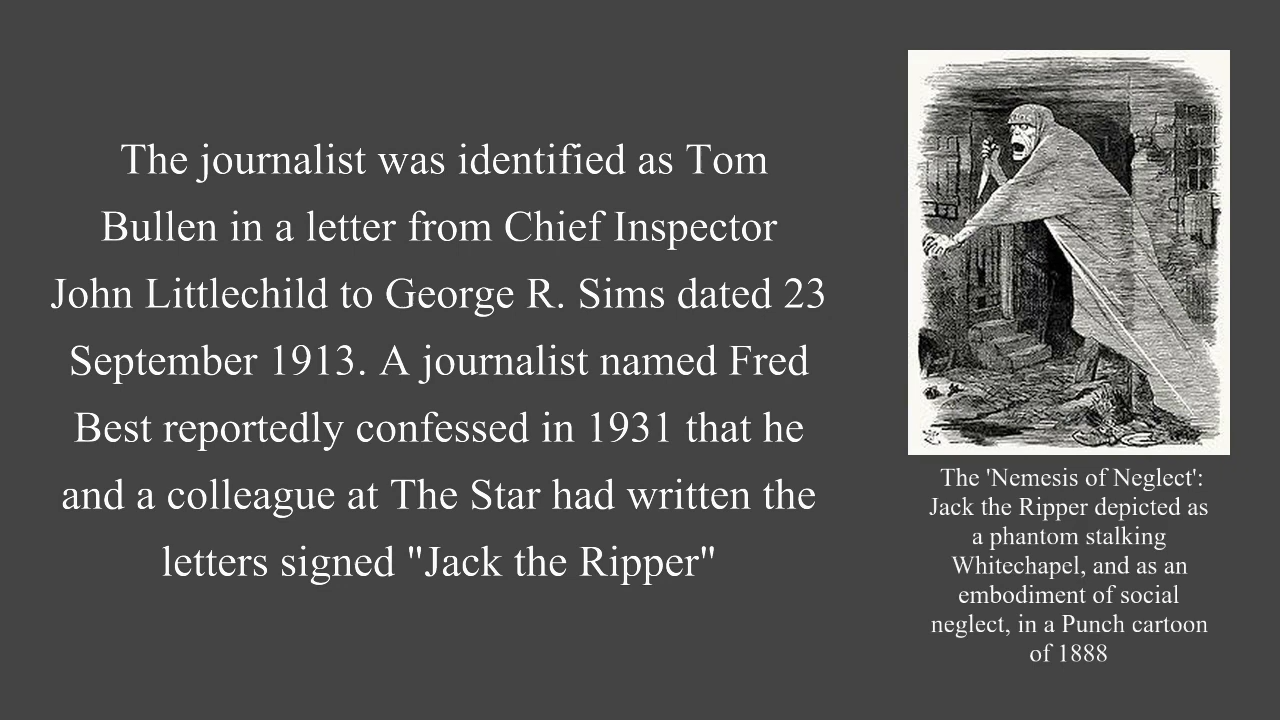 The journalist was identified as Tom
Bullen in a letter from Chief Inspector
John Littlechild to George R. Sims dated 23
September 1913. A journalist named Fred
Best reportedly confessed in 1931 that he
and a colleague at The Star had written the
letters signed "Jack the Ripper"
The 'Nemesis of Neglect':
Jack the Ripper depicted as
a phantom stalking
Whitechapel, and as an
embodiment of social
neglect, in a Punch cartoon
of 1888